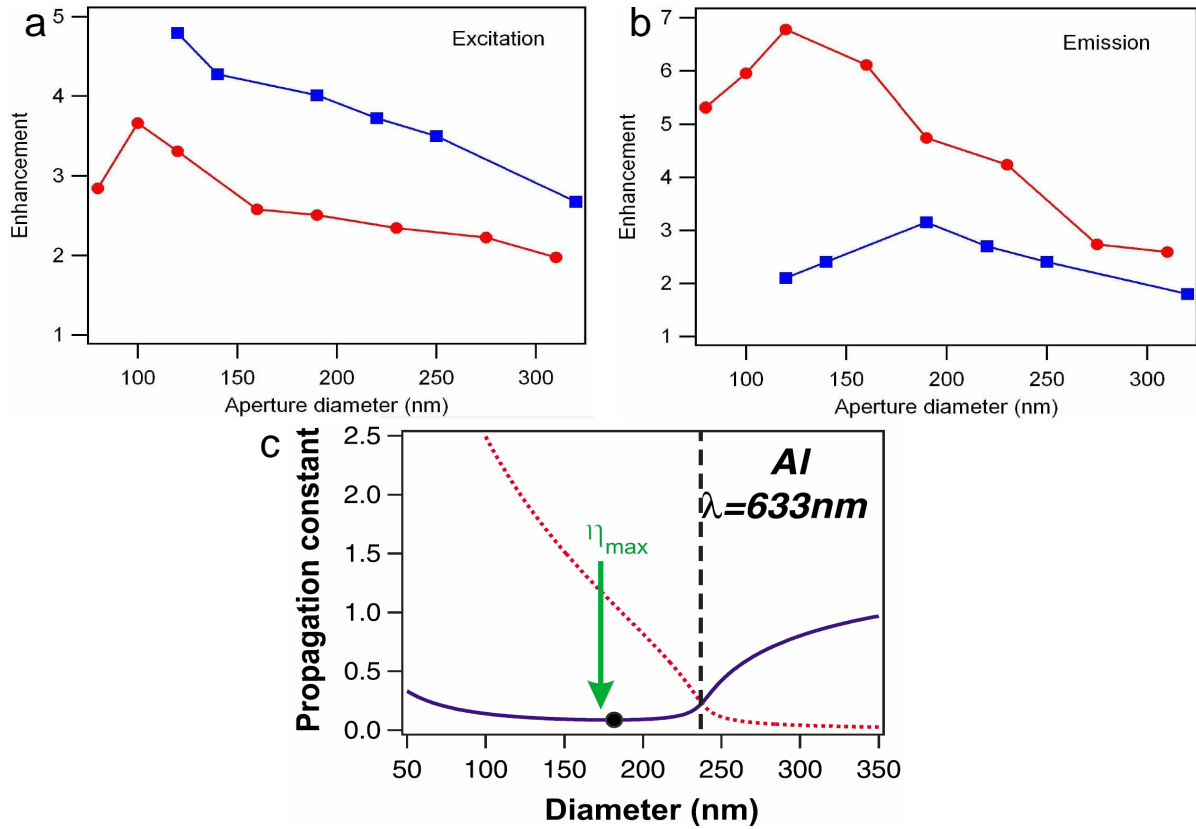 a
Excitation
5
4
3
2
1
Enhancement
100 150 200 250 300
Aperture diameter (nm)
b
Emission
7
6
5
4
3
2
1
Enhancement
100 150 200 250 300
Aperture diameter (nm)
c
Al
λ=633nm
ηmax
2.5
2.0
1.5
1.0
0.5
0.0
Propagation constant
50 100 150 200 250 300 350
Diameter (nm)